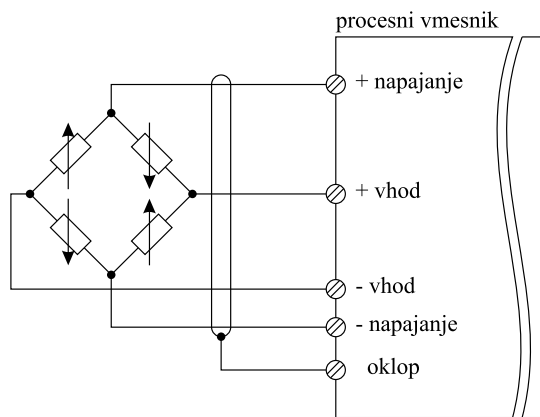 procesni vmesnik
+ napajanje
+ vhod
- vhod
- napajanje
oklop